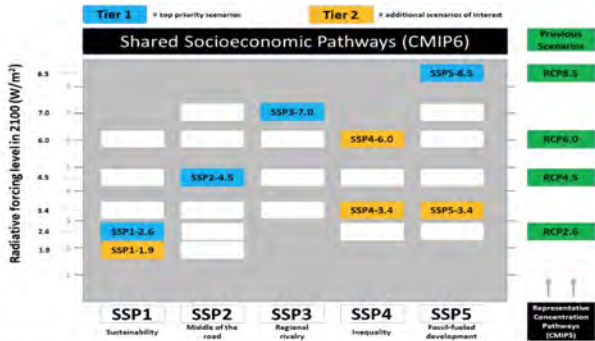 Tier 1 = top priority scenarios Tier 2 = additional scenarios of interest
Shared Socioeconomic Pathways (CMIP6)
Previous
Scenarios
Radiative forcing level in 2100 (W/m²)
8.5 SSP5-8.5 RCP8.5
7.0 SSP3-7.0
6.0 SSP4-6.0 RCP6.0
4.5 SSP2-4.5 RCP4.5
3.4 SSP4-3.4 SSP5-3.4
2.6 SSP1-2.6 RCP2.6
1.9 SSP1-1.9
SSP1 SSP2 SSP3 SSP4 SSP5
Sustainability Middle of the road Regional rivalry Inequality Fossil-fueled development
Representative
Concentration
Pathways
(CMIP5)